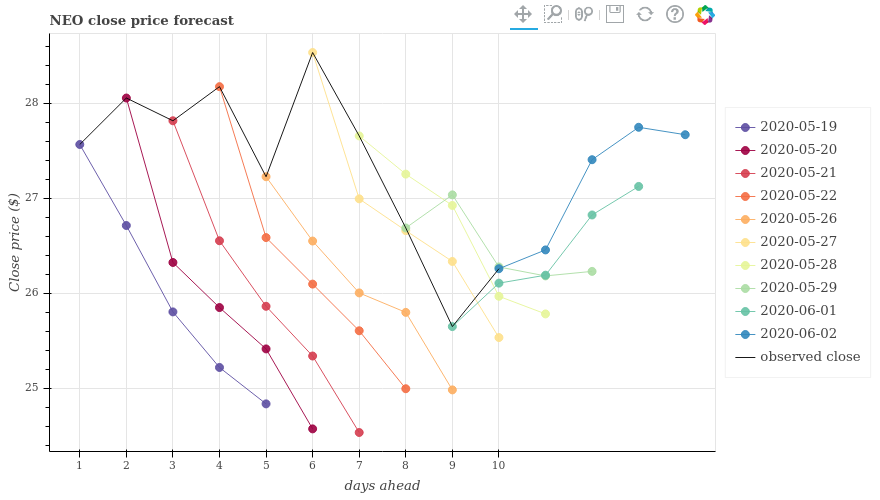 NEO close price forecast
Close price ($)
28
27
26
25
1 2 3 4 5 6 7 8 9 10
days ahead
2020-05-19
2020-05-20
2020-05-21
2020-05-22
2020-05-26
2020-05-27
2020-05-28
2020-05-29
2020-06-01
2020-06-02
observed close